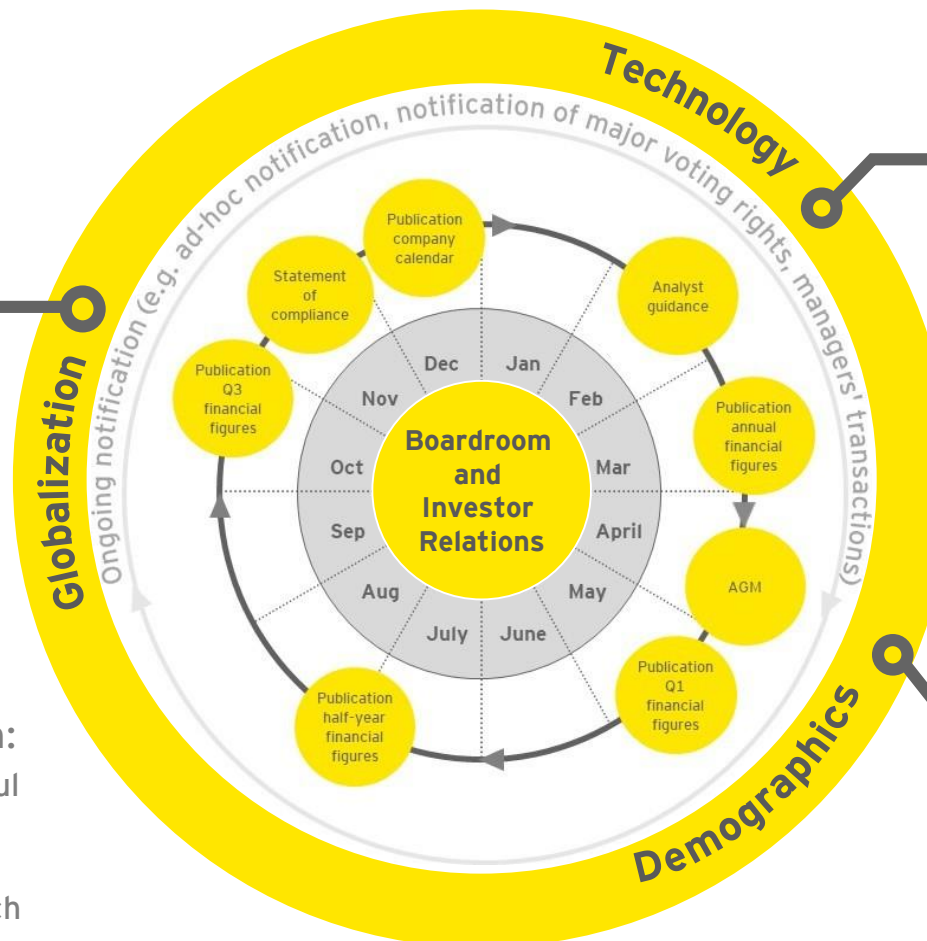 Technology
Globalization
Demographics
Ongoing notification (e.g. ad-hoc notification, notification of major voting rights, managers' transactions)
Publication
company
calendar
Analyst
guidance
Publication
annual
financial
figures
AGM
Publication
Q1
financial
figures
Publication
half-year
financial
figures
Publication
Q3
financial
figures
Statement
of
compliance
Jan
Feb
Mar
April
May
June
July
Aug
Sep
Oct
Nov
Dec
Boardroom
and
Investor
Relations